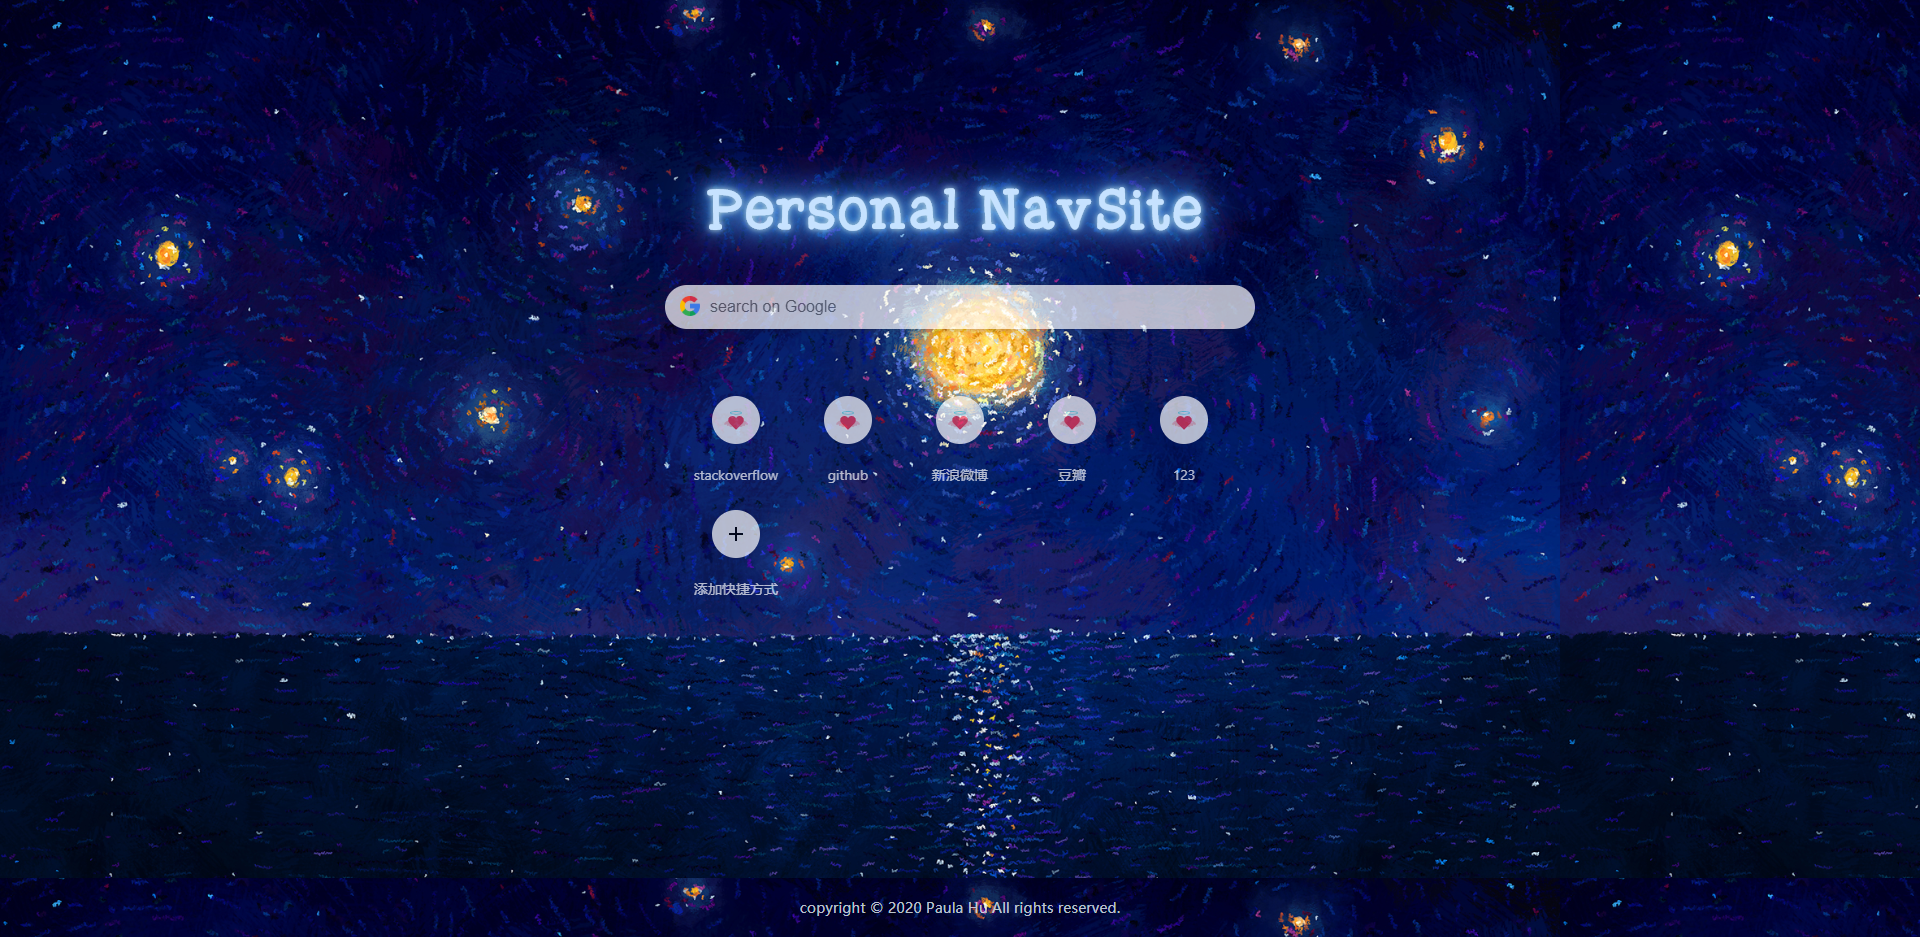 Personal NavSite
search on Google
stackoverflow github 新浪微博 豆瓣 123
添加快捷方式
copyright © 2020 Paula Hu All rights reserved.